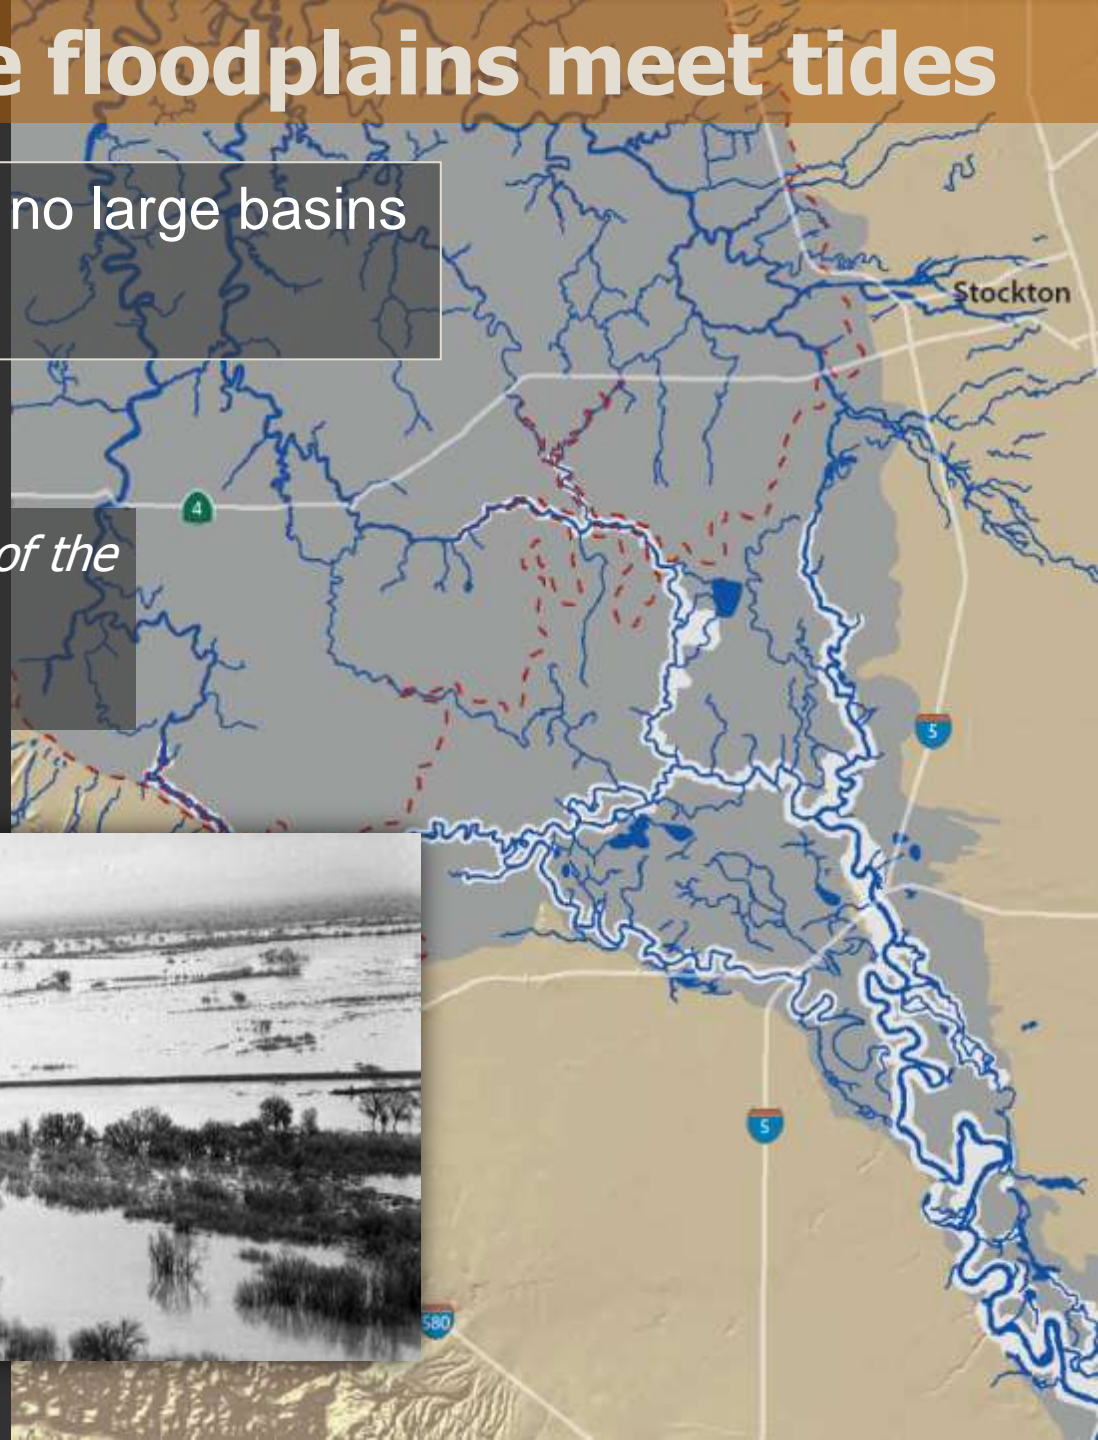 e floodplains meet tides
no large basins
Stockton
4
of the
5
5
580